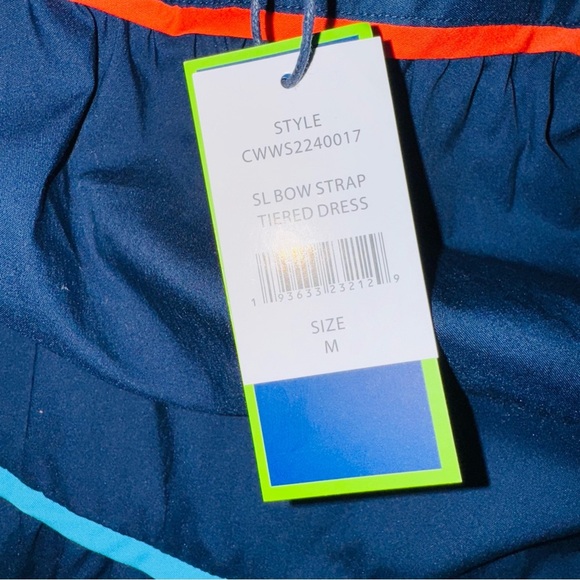 STYLE
CWWS2240017
SL BOW STRAP
TIERED DRESS
1 93633 23212 9
SIZE
M